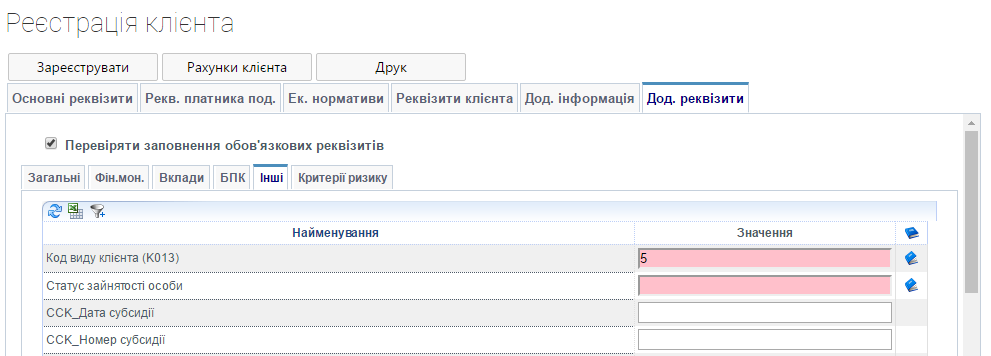 Реєстрація клієнта
Зареєструвати Рахунки клієнта Друк
Основні реквізити Рекв. платника под. Ек. нормативи Реквізити клієнта Дод. інформація Дод. реквізити
Перевіряти заповнення обов'язкових реквізитів
Загальні Фін.мон. Вклади БПК Інші Критерії ризику
Найменування Значення
Код виду клієнта (К013) 5
Статус зайнятості особи
ССК_Дата субсидії
ССК_Номер субсидії